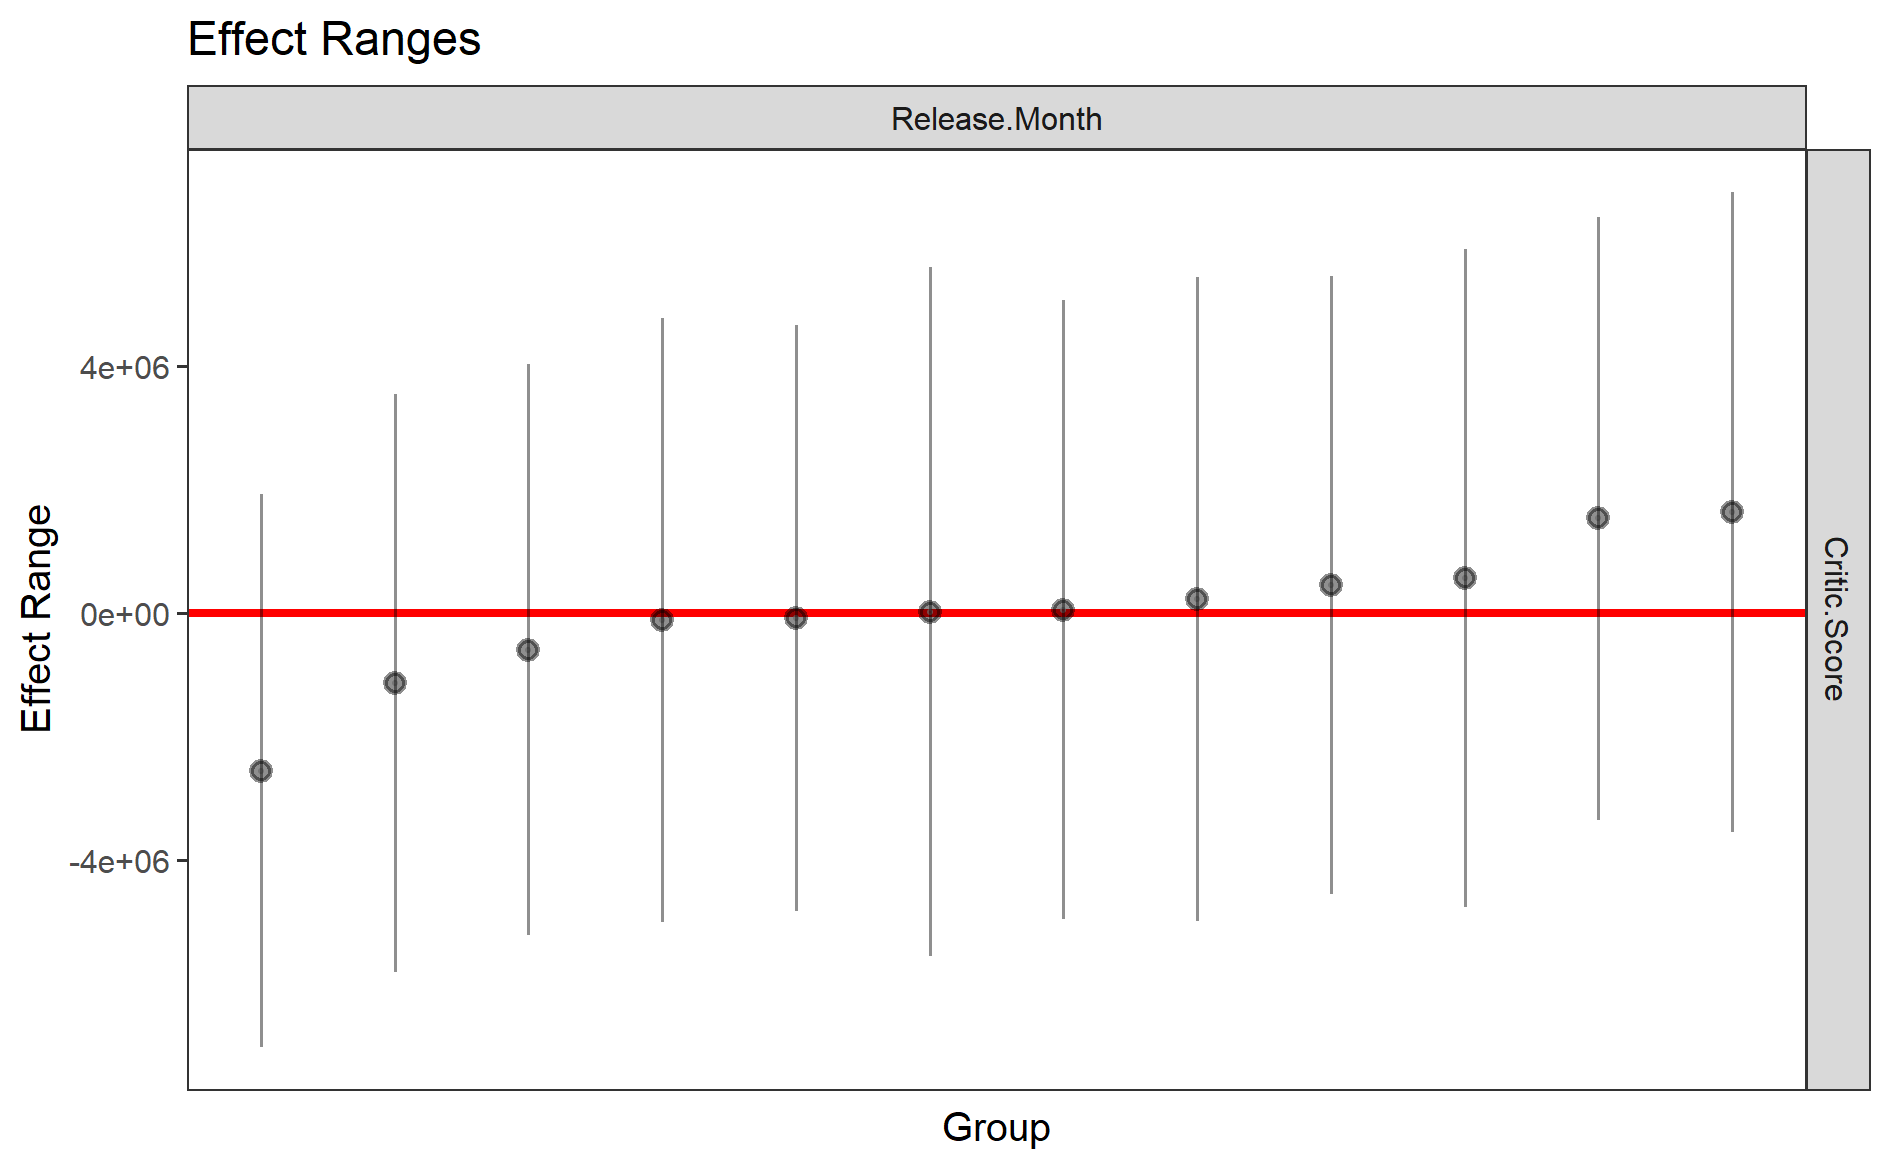 Effect Ranges
Release.Month
Critic.Score
Effect Range
4e+06
0e+00
-4e+06
Group